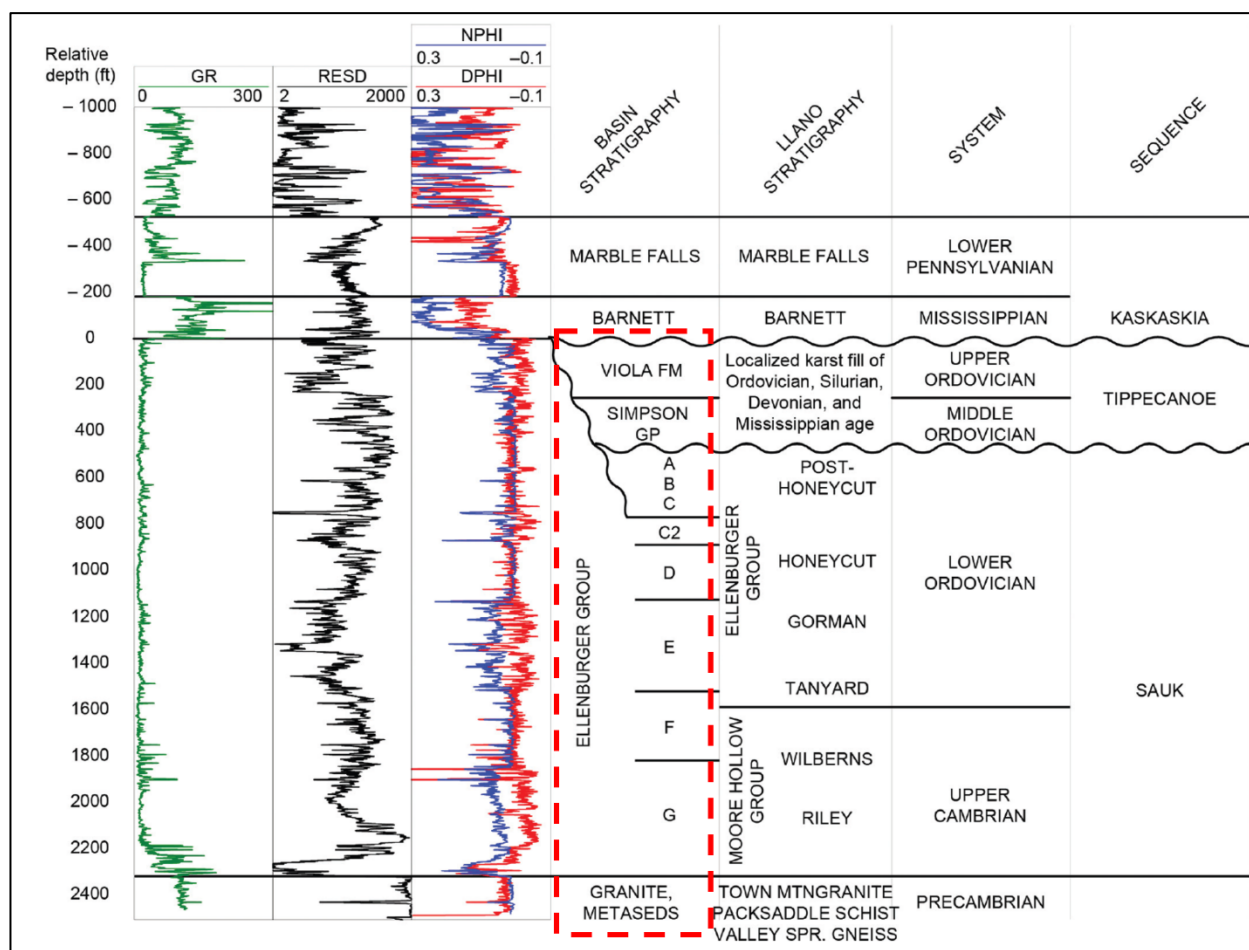 Relative
depth (ft)
GR
0 300
RESD
2 2000
NPHI
0.3 –0.1
DPHI
0.3 –0.1
BASIN
STRATIGRAPHY
LLANO
STRATIGRAPHY
SYSTEM
SEQUENCE
– 1000
– 800
– 600
– 400
– 200
0
200
400
600
800
1000
1200
1400
1600
1800
2000
2200
2400
MARBLE FALLS
MARBLE FALLS
LOWER
PENNSYLVANIAN
BARNETT
BARNETT
MISSISSIPPIAN
KASKASKIA
VIOLA FM
Localized karst fill of
Ordovician, Silurian,
Devonian, and
Mississippian age
UPPER
ORDOVICIAN
TIPPECANOE
SIMPSON
GP
MIDDLE
ORDOVICIAN
ELLENBURGER GROUP
A
B
C
C2
D
E
F
G
ELLENBURGER
GROUP
POST-
HONEYCUT
HONEYCUT
GORMAN
TANYARD
LOWER
ORDOVICIAN
SAUK
MOORE HOLLOW
GROUP
WILBERNS
RILEY
UPPER
CAMBRIAN
GRANITE,
METASEDS
TOWN MTNGRANITE
PACKSADDLE SCHIST
VALLEY SPR. GNEISS
PRECAMBRIAN